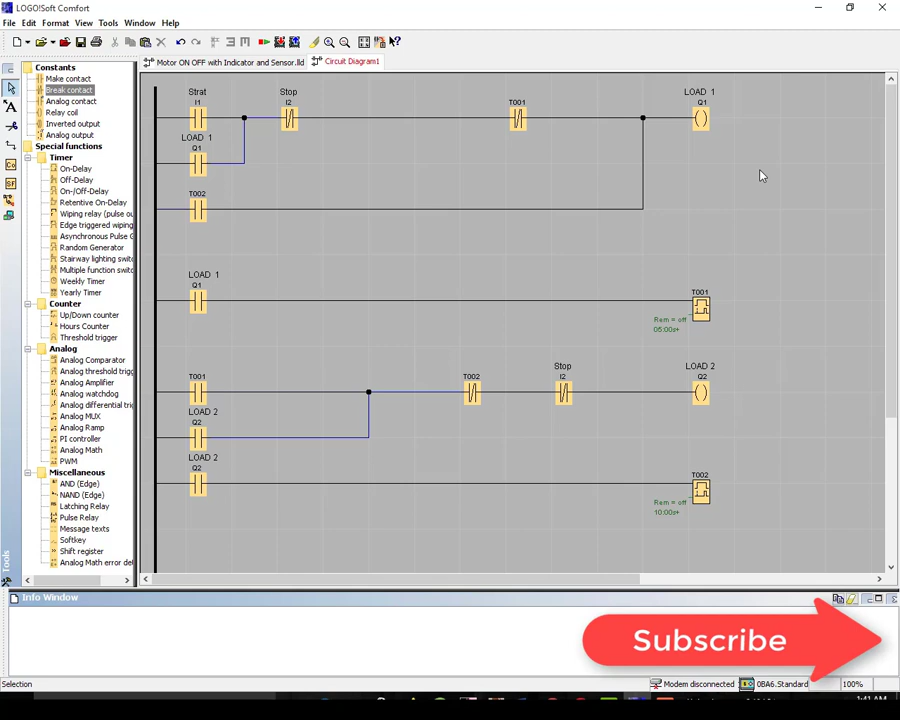 LOGO!Soft Comfort
File Edit Format View Tools Window Help
Motor ON OFF with Indicator and Sensor.lld
Circuit Diagram1
Constants
Make contact
Break contact
Analog contact
Relay coil
Inverted output
Analog output
Special functions
Timer
On-Delay
Off-Delay
On-/Off-Delay
Retentive On-Delay
Wiping relay (pulse ou
Edge triggered wiping
Asynchronous Pulse G
Random Generator
Stairway lighting switc
Multiple function switc
Weekly Timer
Yearly Timer
Counter
Up/Down counter
Hours Counter
Threshold trigger
Analog
Analog Comparator
Analog threshold trigg
Analog Amplifier
Analog watchdog
Analog differential trig
Analog MUX
Analog Ramp
PI controller
Analog Math
PWM
Miscellaneous
AND (Edge)
NAND (Edge)
Latching Relay
Pulse Relay
Message texts
Softkey
Shift register
Analog Math error det
Tools
Co
SF
A
Strat
I1
Stop
I2
T001
LOAD 1
Q1
LOAD 1
Q1
T002
LOAD 1
Q1
T001
Rem = off
05:00s+
T001
T002
Stop
I2
LOAD 2
Q2
LOAD 2
Q2
LOAD 2
Q2
T002
Rem = off
10:00s+
Info Window
Subscribe
Selection
Modem disconnected
0BA6.Standard
100%
1:41 AM